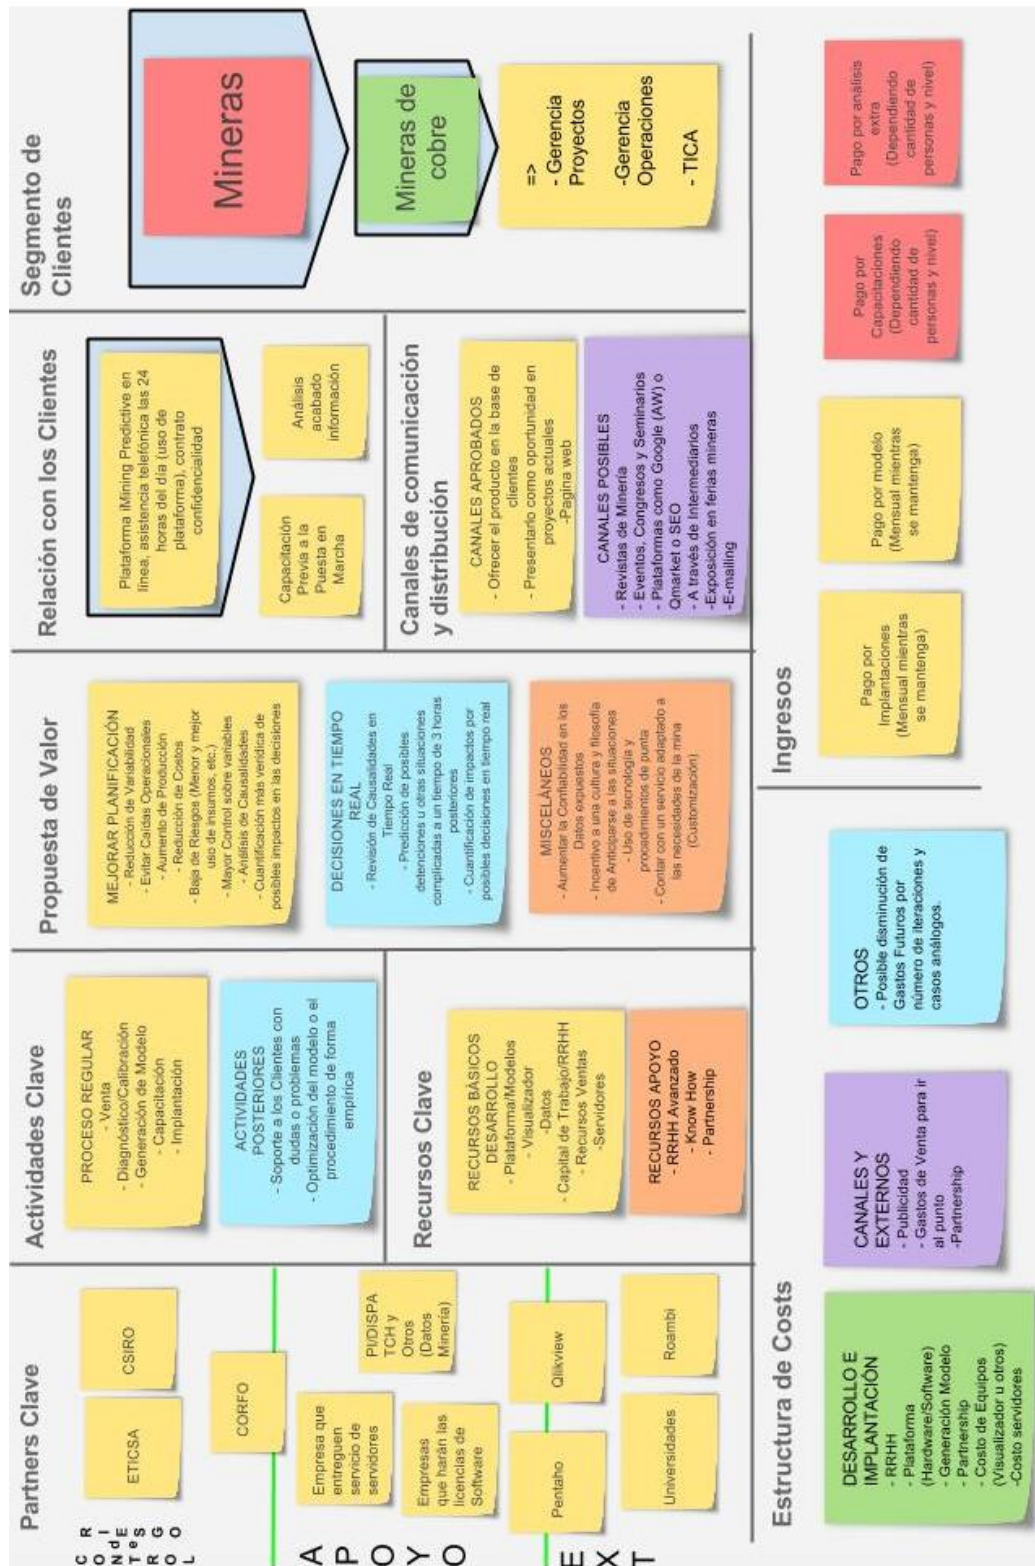 Partners Clave
C R
O I
N d E
T e S
R G
O O
L
ETICSA
CSIRO
CORFO
A
P
O
Y
O
Empresa que
entreguen
servicio de
servidores
PI/DISPA
TCH y
Otros
(Datos
Minería)
Empresas
que harán las
licencias de
Software
E
X
T
Pentaho
Qlikview
Universidades
Roambi
Actividades Clave
PROCESO REGULAR
- Venta
- Diagnóstico/Calibración
- Generación de Modelo
- Capacitación
- Implantación
ACTIVIDADES
POSTERIORES
- Soporte a los Clientes con
dudas o problemas
- Optimización del modelo o el
procedimiento de forma
empírica
Recursos Clave
RECURSOS BÁSICOS
DESARROLLO
- Plataforma/Modelos
- Visualizador
-Datos
- Capital de Trabajo/RRHH
- Recursos Ventas
-Servidores
RECURSOS APOYO
- RRHH Avanzado
- Know How
- Partnership
Propuesta de Valor
MEJORAR PLANIFICACIÓN
- Reducción de Variabilidad
- Evitar Caídas Operacionales
- Aumento de Producción
- Reducción de Costos
- Baja de Riesgos (Menor y mejor
uso de insumos, etc.)
- Mayor Control sobre variables
- Análisis de Causalidades
- Cuantificación más verídica de
posibles impactos en las decisiones
DECISIONES EN TIEMPO
REAL
- Revisión de Causalidades en
Tiempo Real
- Predicción de posibles
detenciones u otras situaciones
complicadas a un tiempo de 3 horas
posteriores
- Cuantificación de impactos por
posibles decisiones en tiempo real
MISCELÁNEOS
- Aumentar la Confiabilidad en los
Datos expuestos
- Incentivo a una cultura y filosofía
de Anticiparse a las situaciones
- Uso de tecnología y
procedimientos de punta
- Contar con un servicio adaptado a
las necesidades de la mina
(Customización)
Relación con los Clientes
Plataforma iMining Predictive en
línea, asistencia telefónica las 24
horas del día (uso de
plataforma), contrato
confidencialidad
Capacitación
Previa a la
Puesta en
Marcha
Análisis
acabado
información
Canales de comunicación
y distribución
CANALES APROBADOS
- Ofrecer el producto en la base de
clientes
- Presentarlo como oportunidad en
proyectos actuales
-Pagina web
CANALES POSIBLES
- Revistas de Minería
- Eventos, Congresos y Seminarios
- Plataformas como Google (AW) o
Qmarket o SEO
- A través de Intermediarios
-Exposición en ferias mineras
-E-mailing
Segmento de
Clientes
Mineras
Mineras de
cobre
=>
- Gerencia
Proyectos
-Gerencia
Operaciones
- TICA
Estructura de Costs
DESARROLLO E
IMPLANTACIÓN
- RRHH
- Plataforma
(Hardware/Software)
- Generación Modelo
- Partnership
- Costo de Equipos
(Visualizador u otros)
-Costo servidores
CANALES Y
EXTERNOS
- Publicidad
- Gastos de Venta para ir
al punto
-Partnership
OTROS
- Posible disminución de
Gastos Futuros por
número de iteraciones y
casos análogos.
Ingresos
Pago por
Implantaciones
(Mensual mientras
se mantenga)
Pago por modelo
(Mensual mientras
se mantenga)
Pago por
Capacitaciones
(Dependiendo
cantidad de
personas y nivel)
Pago por análisis
extra
(Dependiendo
cantidad de
personas y nivel)